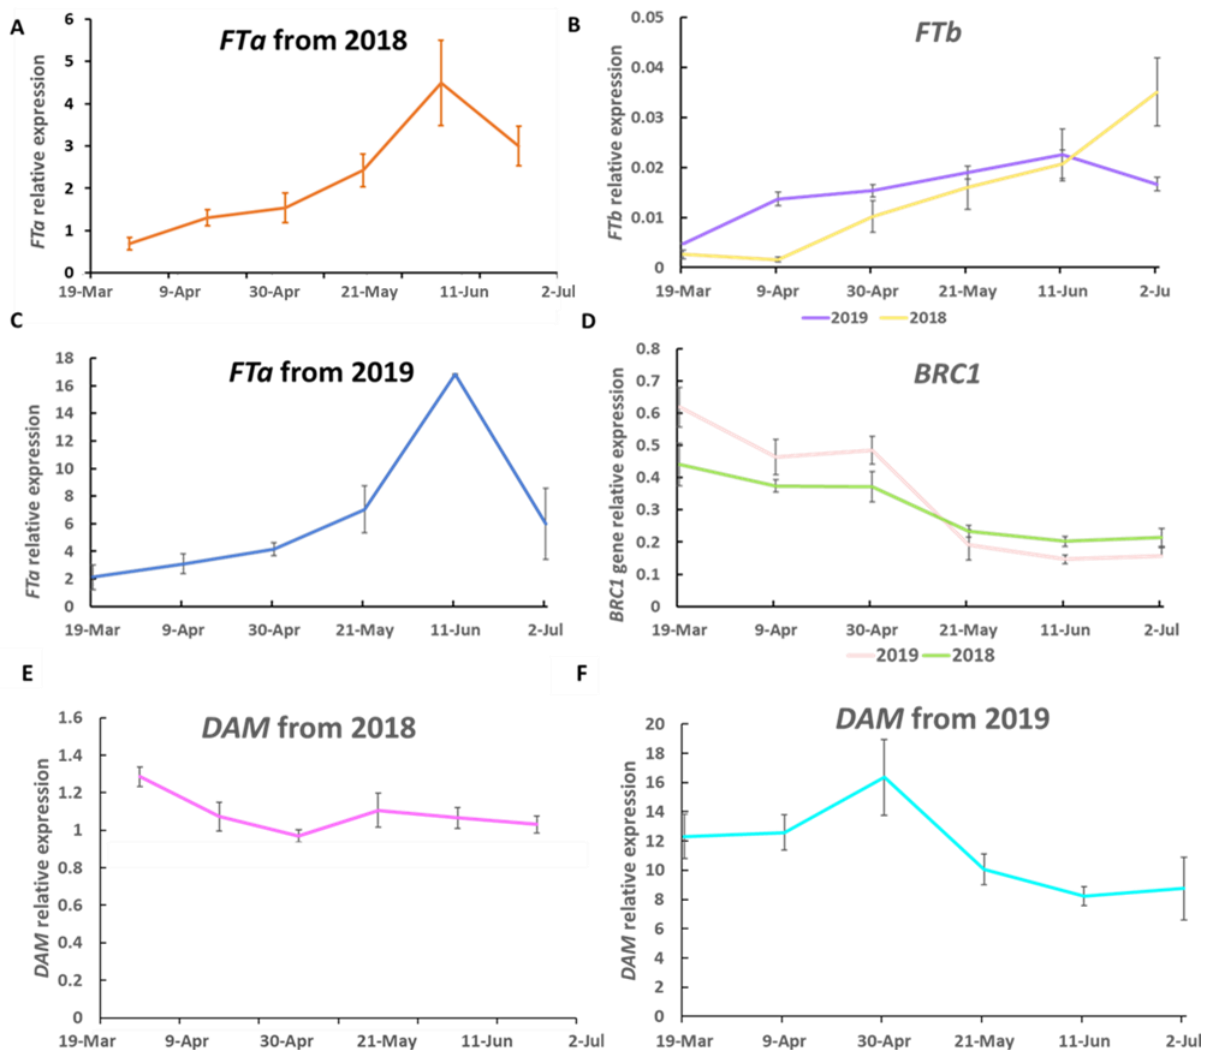 A
FTa from 2018
FTa relative expression
6
5
4
3
2
1
0
19-Mar 9-Apr 30-Apr 21-May 11-Jun 2-Jul
B
FTb
FTb relative expression
0.05
0.04
0.03
0.02
0.01
0
19-Mar 9-Apr 30-Apr 21-May 11-Jun 2-Ju
2019 2018
C
FTa from 2019
FTa relative expression
18
16
14
12
10
8
6
4
2
0
19-Mar 9-Apr 30-Apr 21-May 11-Jun 2-Jul
D
BRC1
BRC1 gene relative expression
0.8
0.7
0.6
0.5
0.4
0.3
0.2
0.1
0
19-Mar 9-Apr 30-Apr 21-May 11-Jun 2-Jul
2019 2018
E
DAM from 2018
DAM relative expression
1.6
1.4
1.2
1
0.8
0.6
0.4
0.2
0
19-Mar 9-Apr 30-Apr 21-May 11-Jun 2-Jul
F
DAM from 2019
DAM relative expression
20
18
16
14
12
10
8
6
4
2
0
19-Mar 9-Apr 30-Apr 21-May 11-Jun 2-Jul